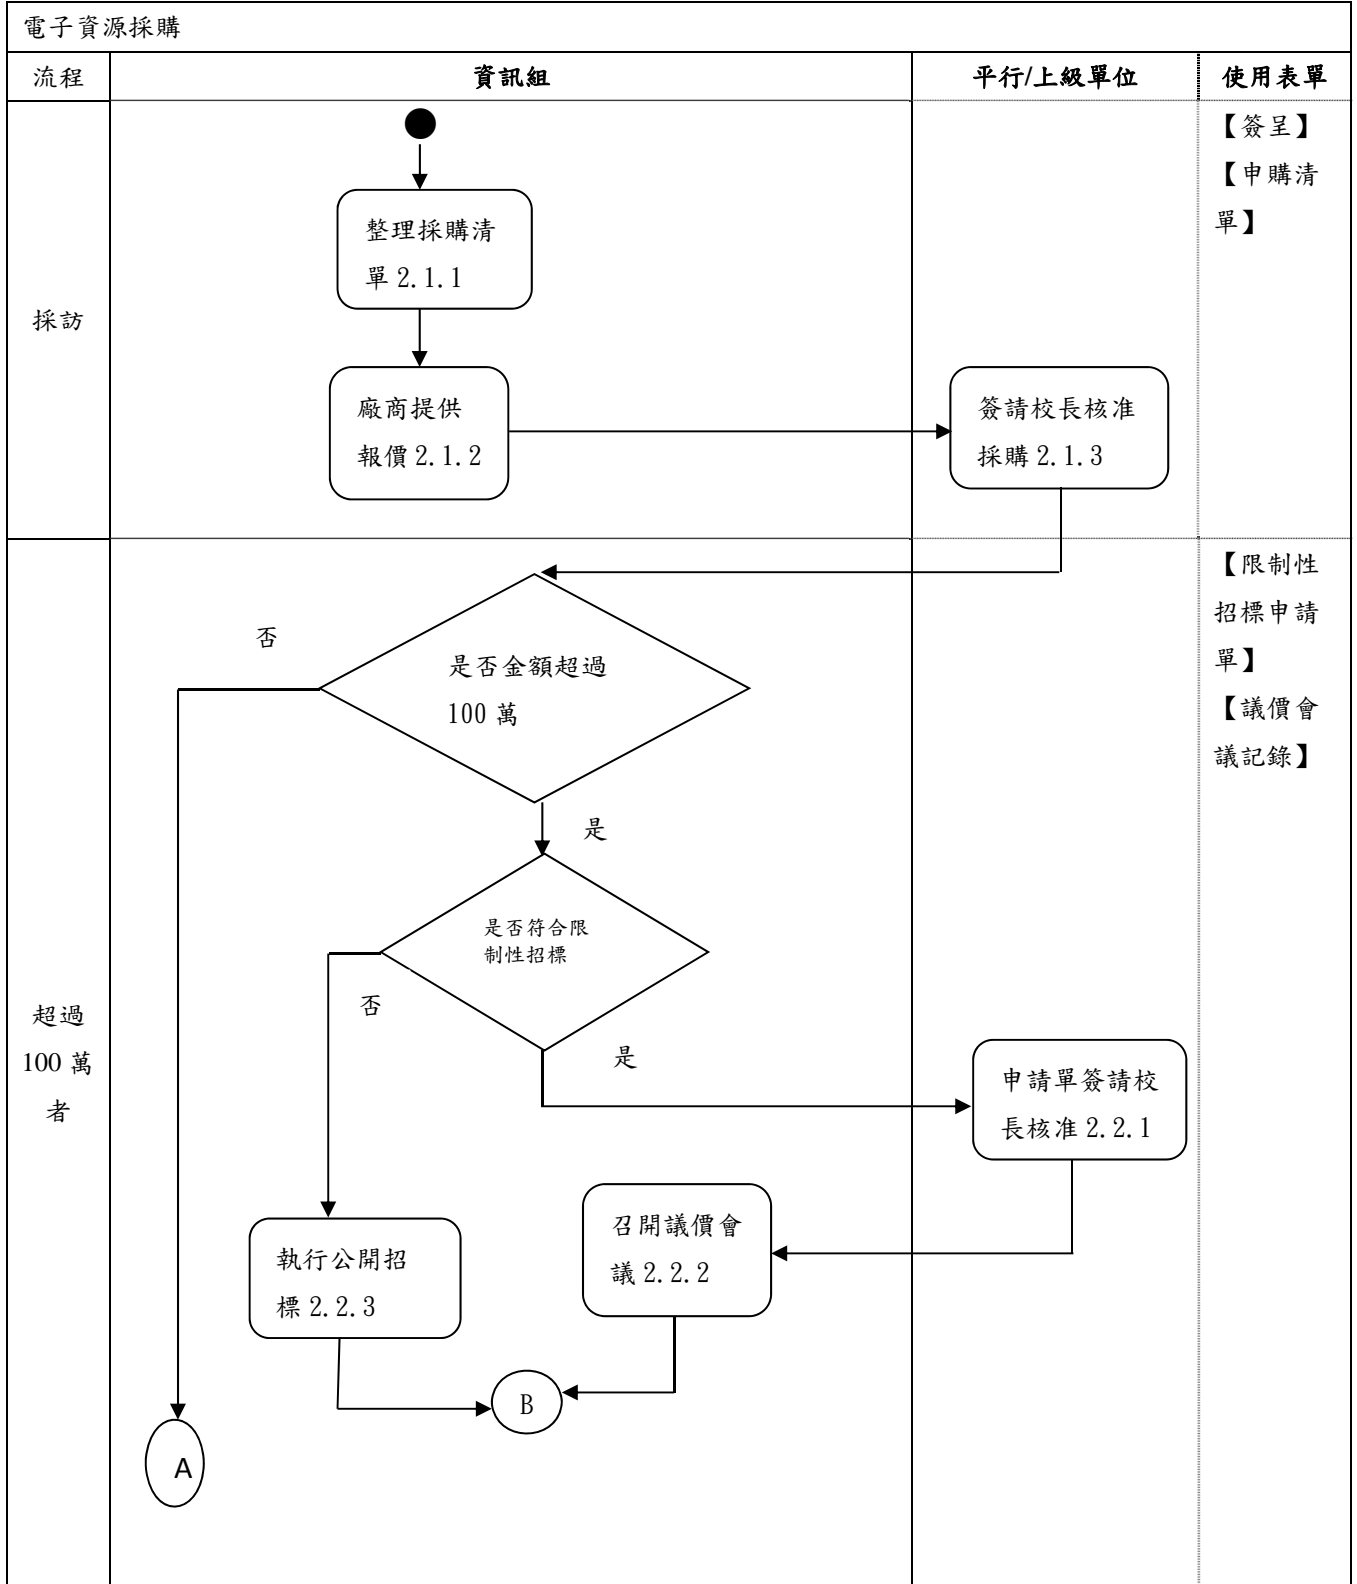 電子資源採購
流程
資訊組
平行/上級單位
使用表單
採訪
整理採購清
單 2.1.1
廠商提供
報價 2.1.2
簽請校長核准
採購 2.1.3
【簽呈】
【申購清
單】
超過
100 萬
者
是否金額超過
100 萬
否
是
是否符合限
制性招標
否
是
申請單簽請校
長核准 2.2.1
召開議價會
議 2.2.2
執行公開招
標 2.2.3
B
A
【限制性
招標申請
單】
【議價會
議記錄】